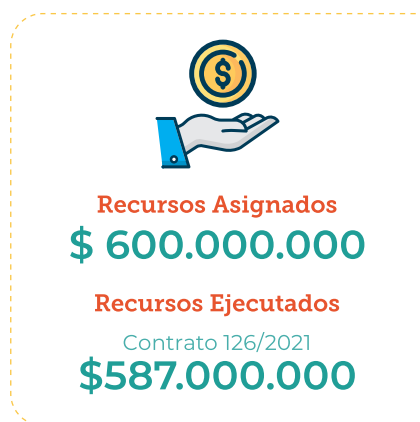 Recursos Asignados
$ 600.000.000
Recursos Ejecutados
Contrato 126/2021
$587.000.000